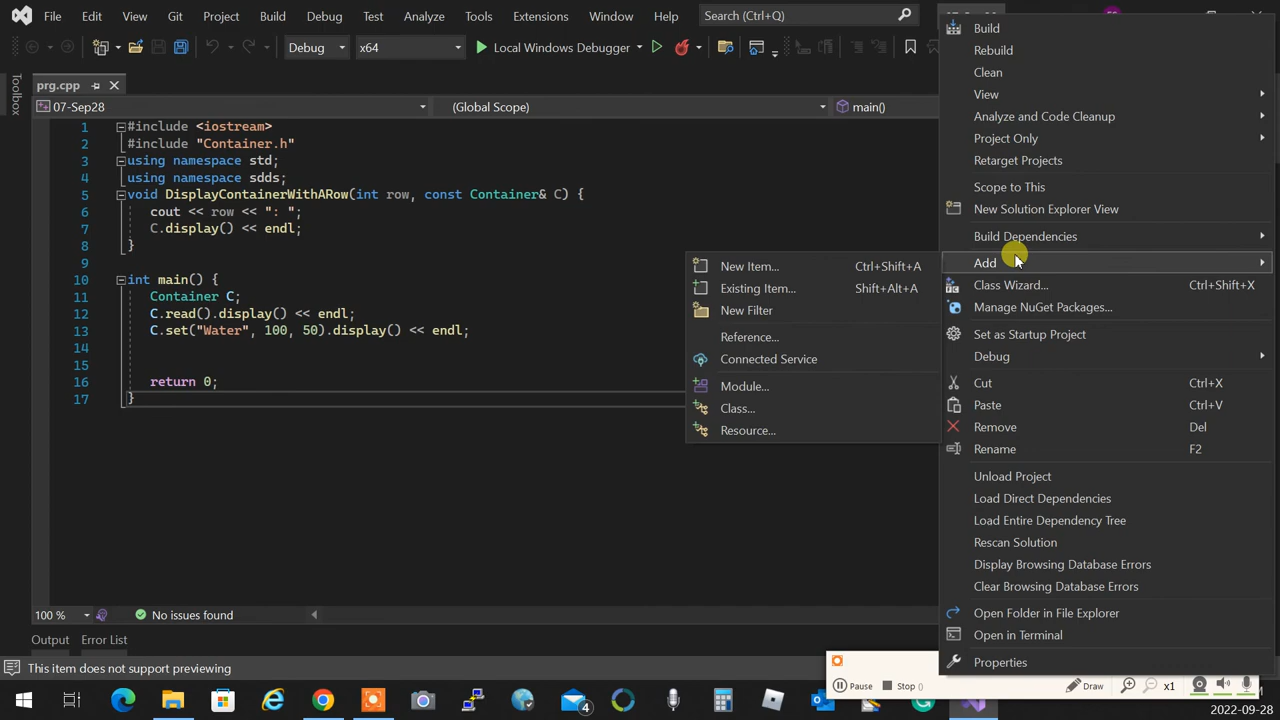 File Edit View Git Project Build Debug Test Analyze Tools Extensions Window Help Search (Ctrl+Q)
Debug x64 Local Windows Debugger
Toolbox
prg.cpp
07-Sep28 (Global Scope) main()
1 #include <iostream>
2 #include "Container.h"
3 using namespace std;
4 using namespace sdds;
5 void DisplayContainerWithARow(int row, const Container& C) {
6 cout << row << ": ";
7 C.display() << endl;
8 }
9
10 int main() {
11 Container C;
12 C.read().display() << endl;
13 C.set("Water", 100, 50).display() << endl;
14
15
16 return 0;
17 }
100 % No issues found
Output Error List
This item does not support previewing
New Item... Ctrl+Shift+A
Existing Item... Shift+Alt+A
New Filter
Reference...
Connected Service
Module...
Class...
Resource...
Build
Rebuild
Clean
View
Analyze and Code Cleanup
Project Only
Retarget Projects
Scope to This
New Solution Explorer View
Build Dependencies
Add
Class Wizard... Ctrl+Shift+X
Manage NuGet Packages...
Set as Startup Project
Debug
Cut Ctrl+X
Paste Ctrl+V
Remove Del
Rename F2
Unload Project
Load Direct Dependencies
Load Entire Dependency Tree
Rescan Solution
Display Browsing Database Errors
Clear Browsing Database Errors
Open Folder in File Explorer
Open in Terminal
Properties
Pause Stop () Draw x1
4
2022-09-28